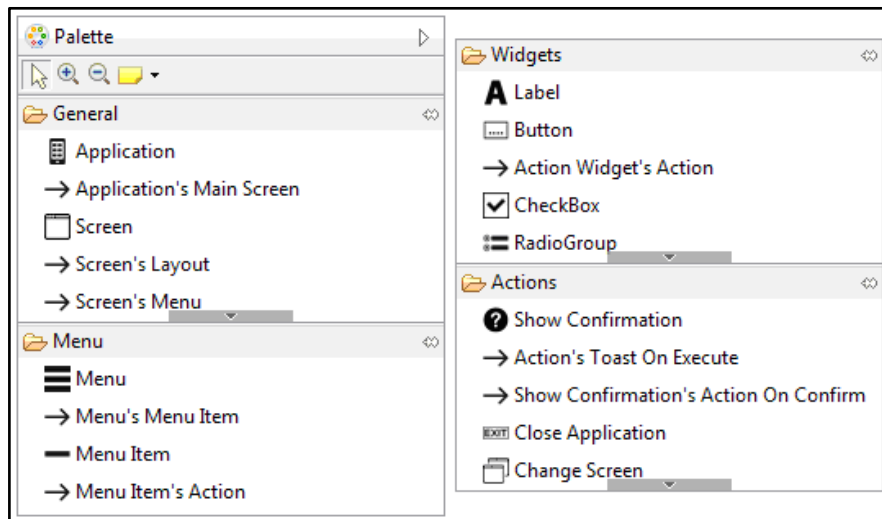 Palette
General
Application
Application's Main Screen
Screen
Screen's Layout
Screen's Menu
Menu
Menu
Menu's Menu Item
Menu Item
Menu Item's Action
Widgets
A Label
Button
Action Widget's Action
CheckBox
RadioGroup
Actions
? Show Confirmation
Action's Toast On Execute
Show Confirmation's Action On Confirm
EXIT Close Application
Change Screen